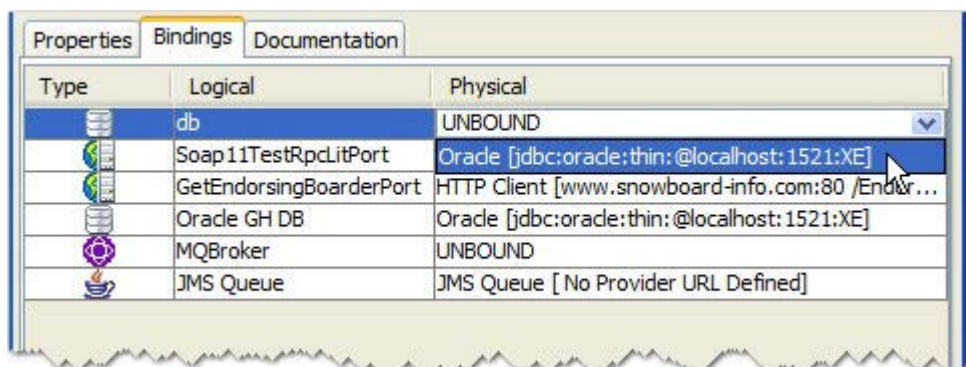 Properties Bindings Documentation
Type Logical Physical
db UNBOUND
Soap11TestRpcLitPort Oracle [jdbc:oracle:thin:@localhost:1521:XE]
GetEndorsingBoarderPort HTTP Client [www.snowboard-info.com:80 /Endor...
Oracle GH DB Oracle [jdbc:oracle:thin:@localhost:1521:XE]
MQBroker UNBOUND
JMS Queue JMS Queue [ No Provider URL Defined]